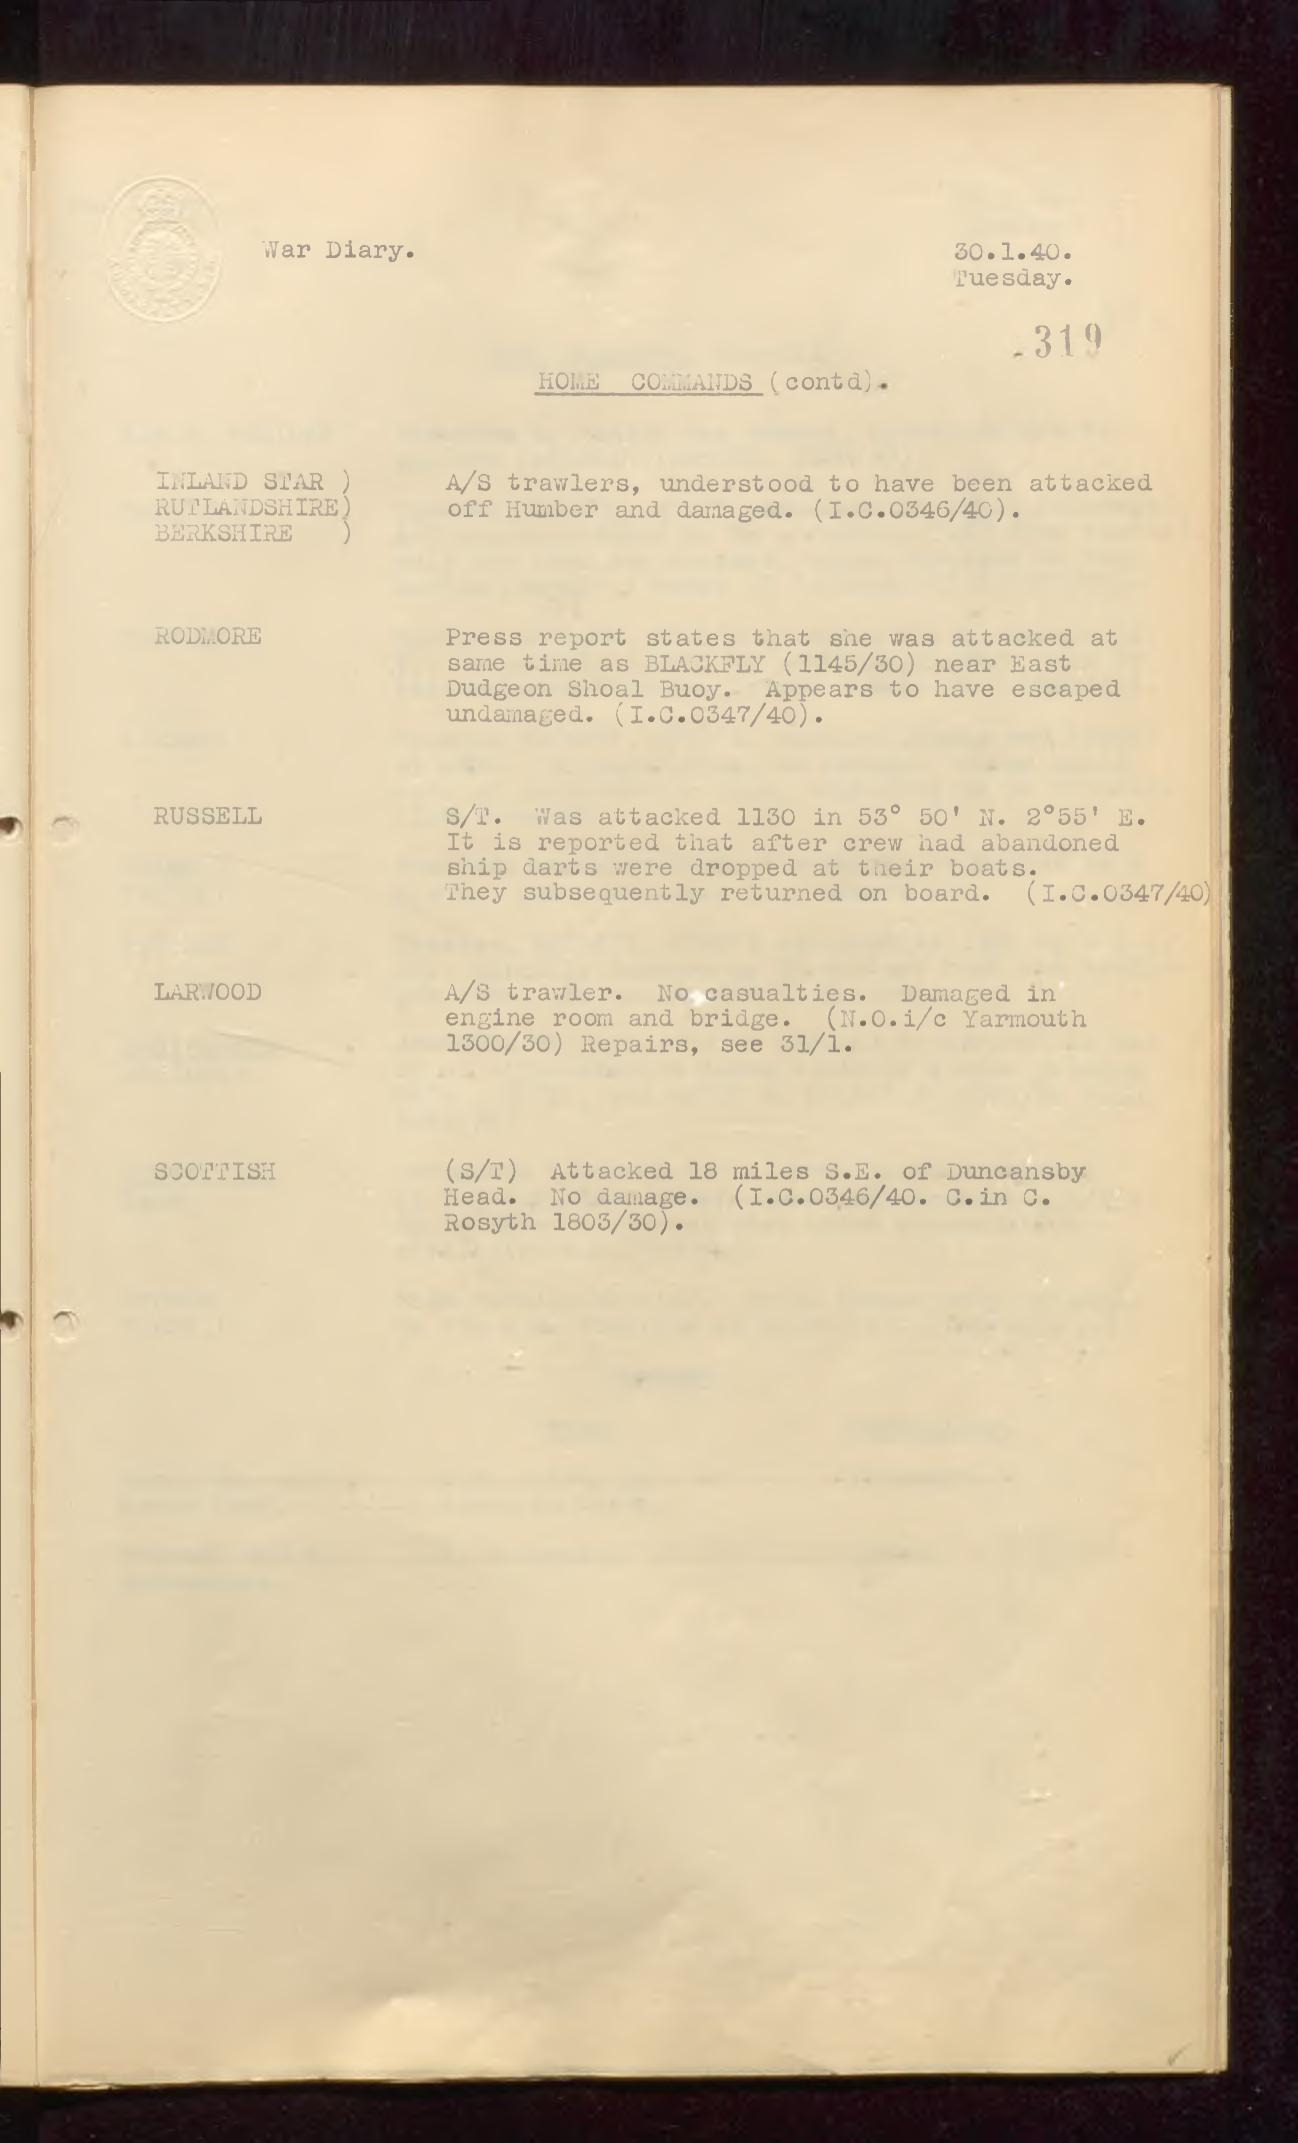 War Diary.
30.1.40.
Tuesday.
319
HOME COMMANDS (contd).
INLAND STAR ) A/S trawlers, understood to have been attacked
RUTLANDSHIRE) off Humber and damaged. (I.C.0346/40).
BERKSHIRE )
RODMORE Press report states that she was attacked at
same time as BLACKFLY (1145/30) near East
Dudgeon Shoal Buoy. Appears to have escaped
undamaged. (I.C.0347/40).
RUSSELL S/T. Was attacked 1130 in 53° 50' N. 2°55' E.
It is reported that after crew had abandoned
ship darts were dropped at their boats.
They subsequently returned on board. (I.C.0347/40)
LARWOOD A/S trawler. No casualties. Damaged in
engine room and bridge. (N.O.i/c Yarmouth
1300/30) Repairs, see 31/1.
SCOTTISH (S/T) Attacked 18 miles S.E. of Duncansby
Head. No damage. (I.C.0346/40. C.in C.
Rosyth 1803/30).